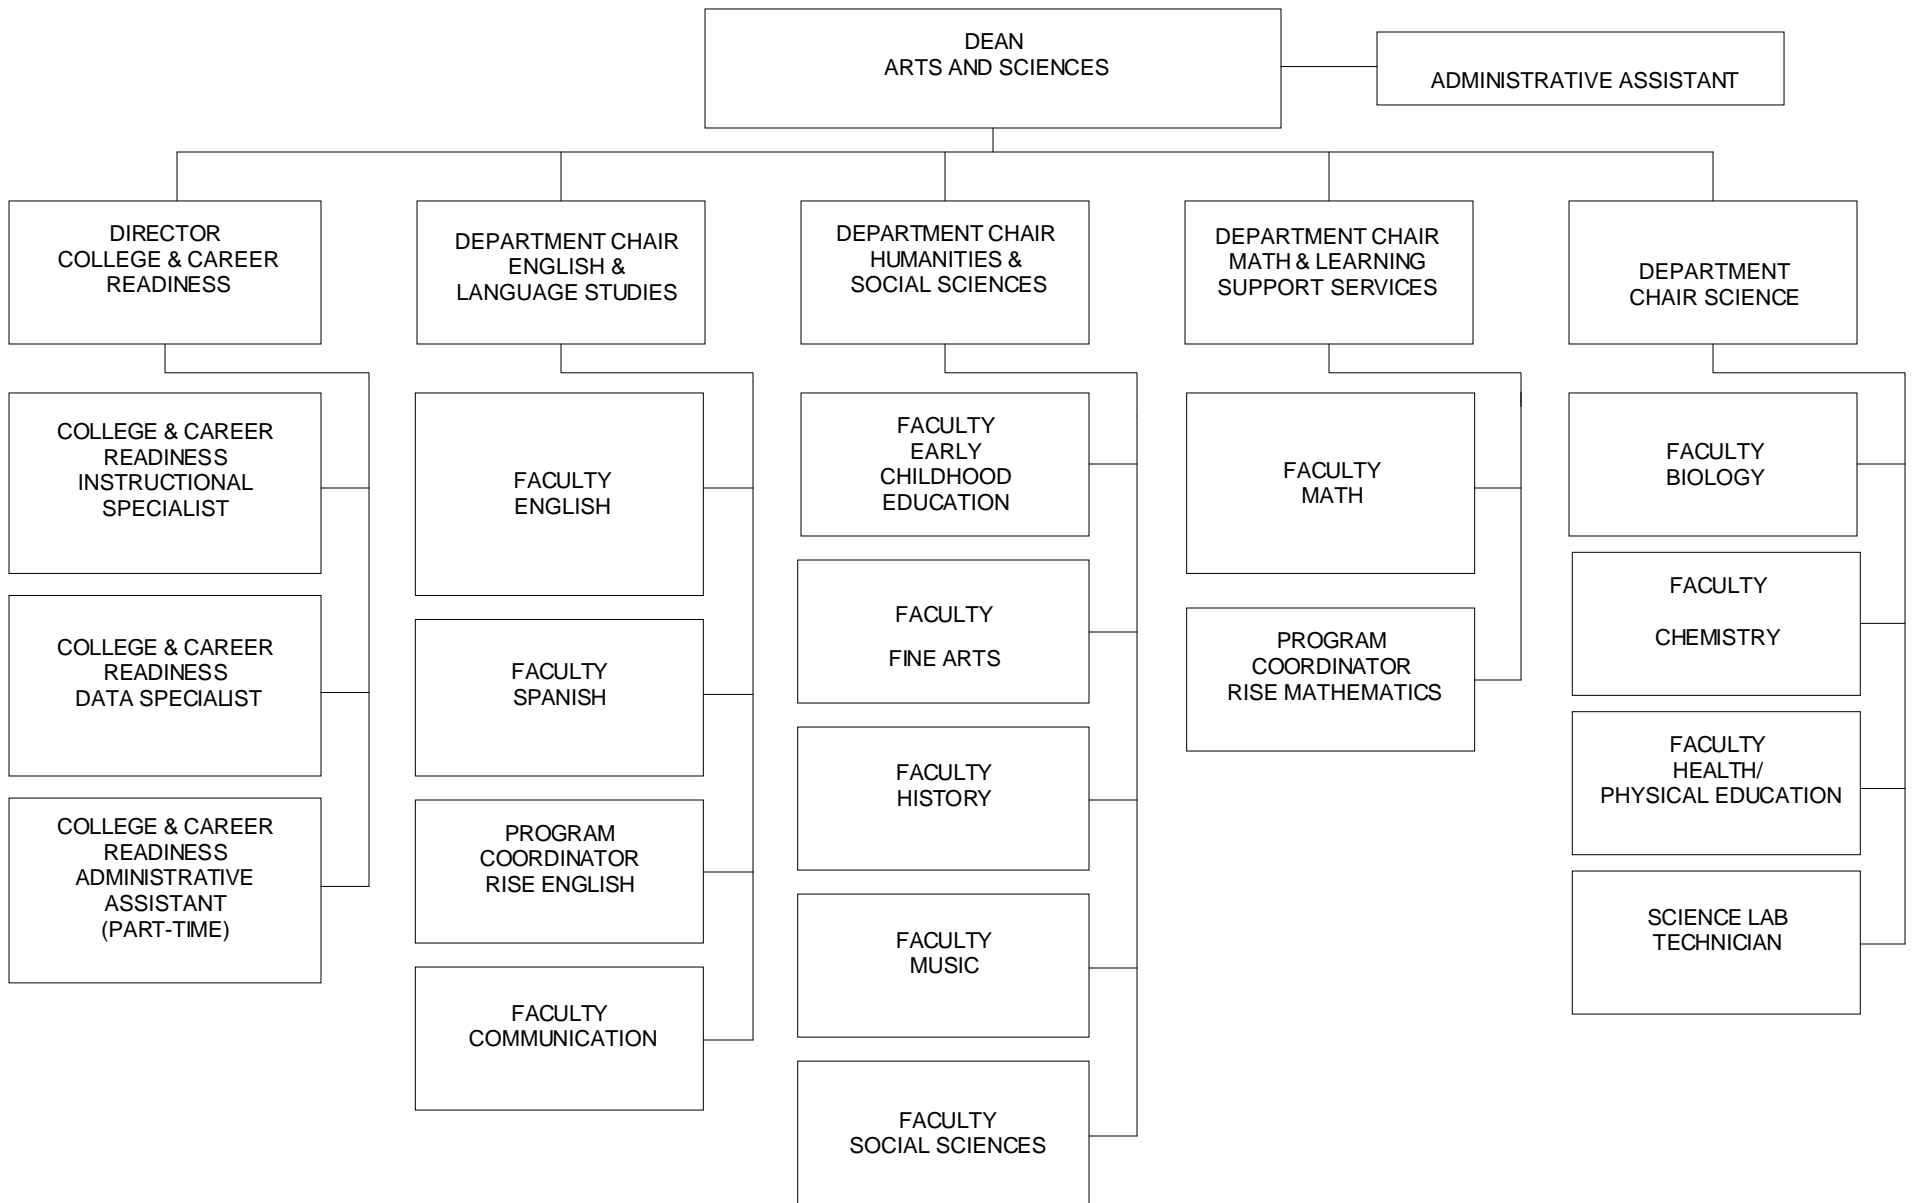 DEAN
ARTS AND SCIENCES
ADMINISTRATIVE ASSISTANT
DIRECTOR
COLLEGE & CAREER
READINESS
DEPARTMENT CHAIR
ENGLISH &
LANGUAGE STUDIES
DEPARTMENT CHAIR
HUMANITIES &
SOCIAL SCIENCES
DEPARTMENT CHAIR
MATH & LEARNING
SUPPORT SERVICES
DEPARTMENT
CHAIR SCIENCE
COLLEGE & CAREER
READINESS
INSTRUCTIONAL
SPECIALIST
COLLEGE & CAREER
READINESS
DATA SPECIALIST
COLLEGE & CAREER
READINESS
ADMINISTRATIVE
ASSISTANT
(PART-TIME)
FACULTY
ENGLISH
FACULTY
SPANISH
PROGRAM
COORDINATOR
RISE ENGLISH
FACULTY
COMMUNICATION
FACULTY
EARLY
CHILDHOOD
EDUCATION
FACULTY
FINE ARTS
FACULTY
HISTORY
FACULTY
MUSIC
FACULTY
SOCIAL SCIENCES
FACULTY
MATH
PROGRAM
COORDINATOR
RISE MATHEMATICS
FACULTY
BIOLOGY
FACULTY
CHEMISTRY
FACULTY
HEALTH/
PHYSICAL EDUCATION
SCIENCE LAB
TECHNICIAN